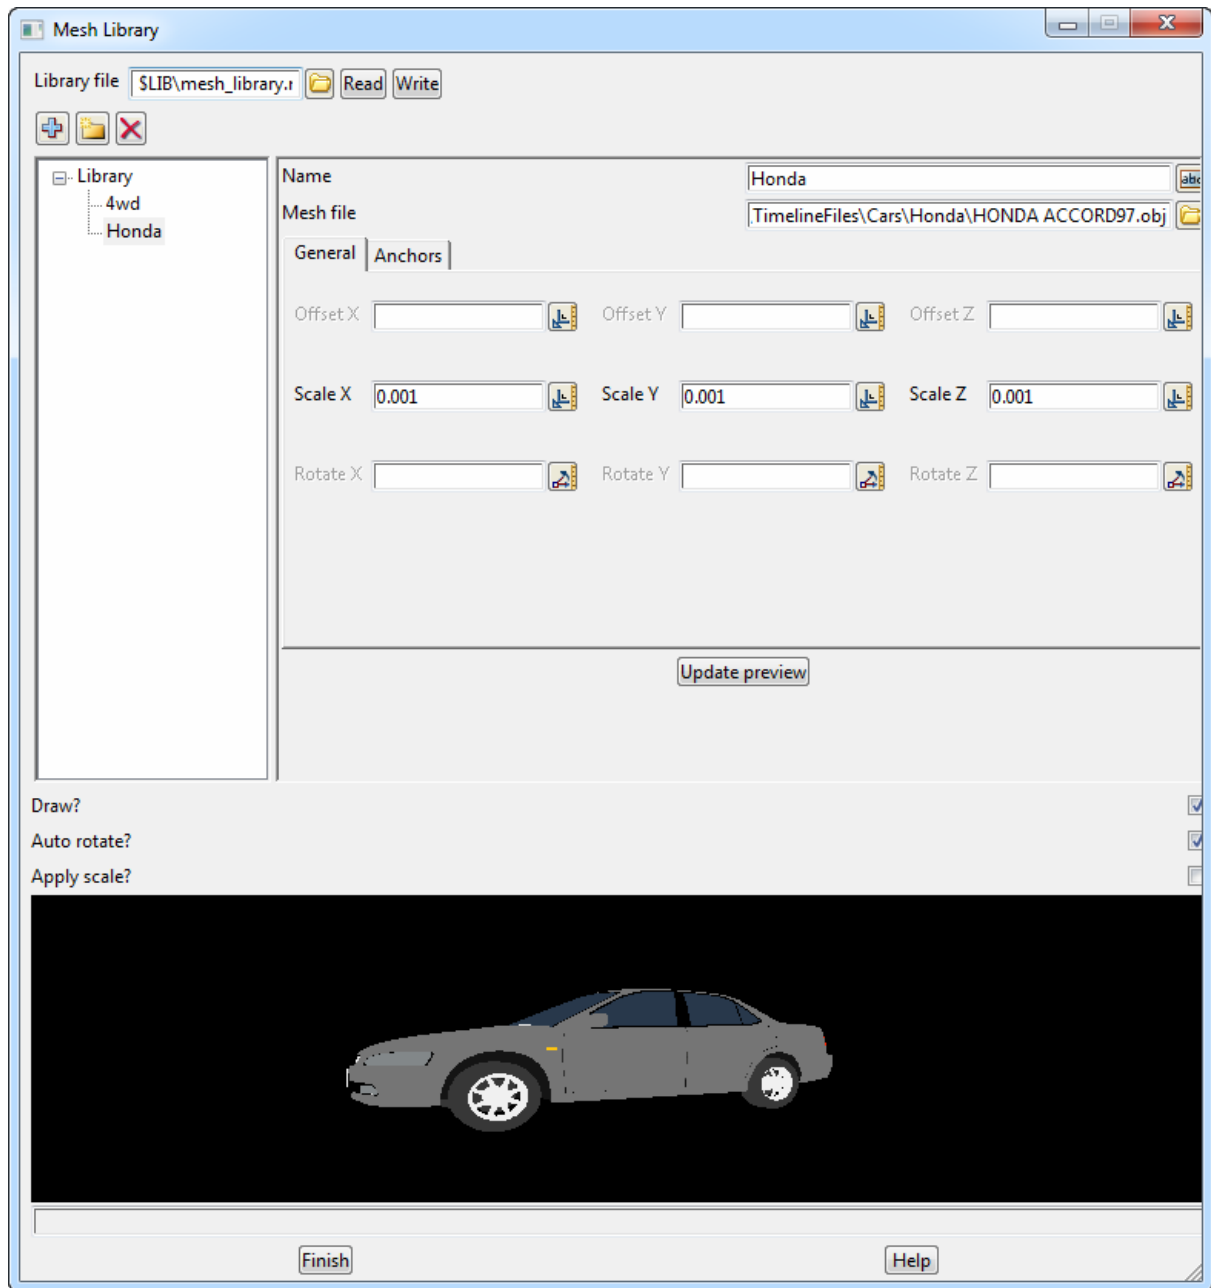 Mesh Library
Library file $LIB\mesh_library.r Read Write
Library
4wd
Honda
Name Honda abc
Mesh file .TimelineFiles\Cars\Honda\HONDA ACCORD97.obj
General Anchors
Offset X Offset Y Offset Z
Scale X 0.001 Scale Y 0.001 Scale Z 0.001
Rotate X Rotate Y Rotate Z
Update preview
Draw?
Auto rotate?
Apply scale?
Finish Help